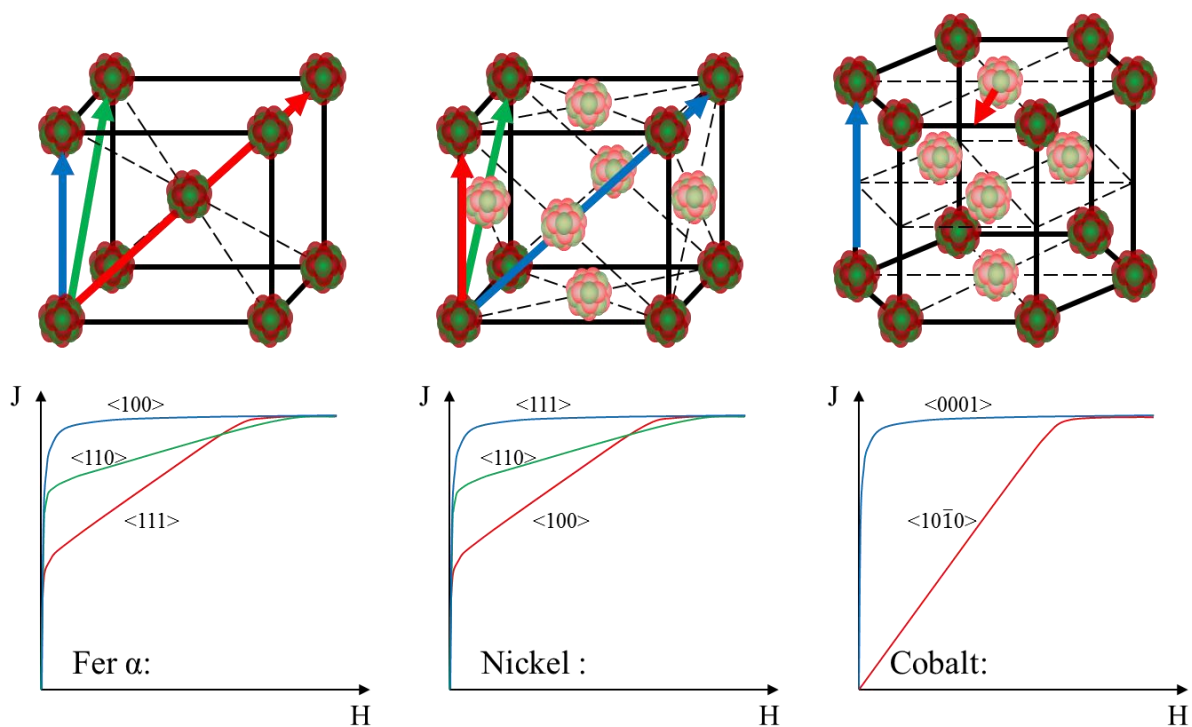 J
<100>
<110>
<111>
Fer α:
H
J
<111>
<110>
<100>
Nickel :
H
J
<0001>
<101̄0>
Cobalt:
H